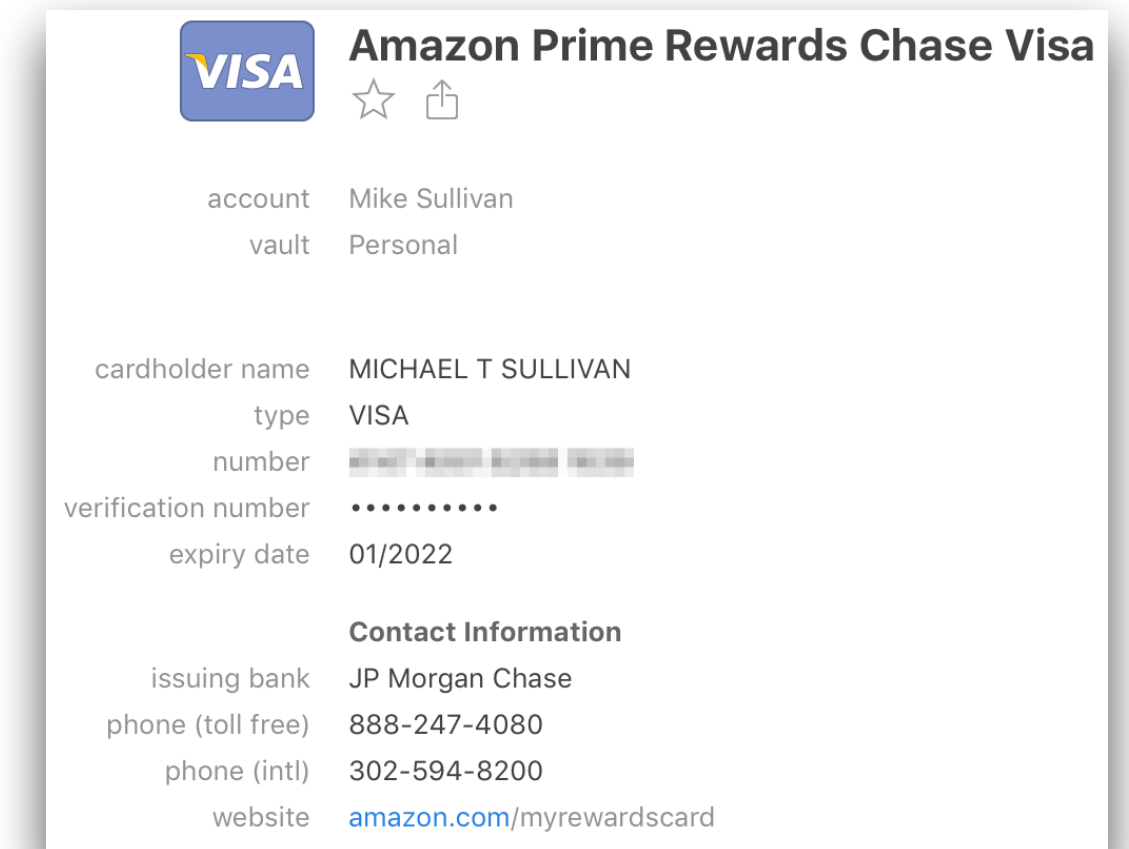 VISA
Amazon Prime Rewards Chase Visa
account Mike Sullivan
vault Personal
cardholder name MICHAEL T SULLIVAN
type VISA
number
verification number ••••••••••
expiry date 01/2022
Contact Information
issuing bank JP Morgan Chase
phone (toll free) 888-247-4080
phone (intl) 302-594-8200
website amazon.com/myrewardscard